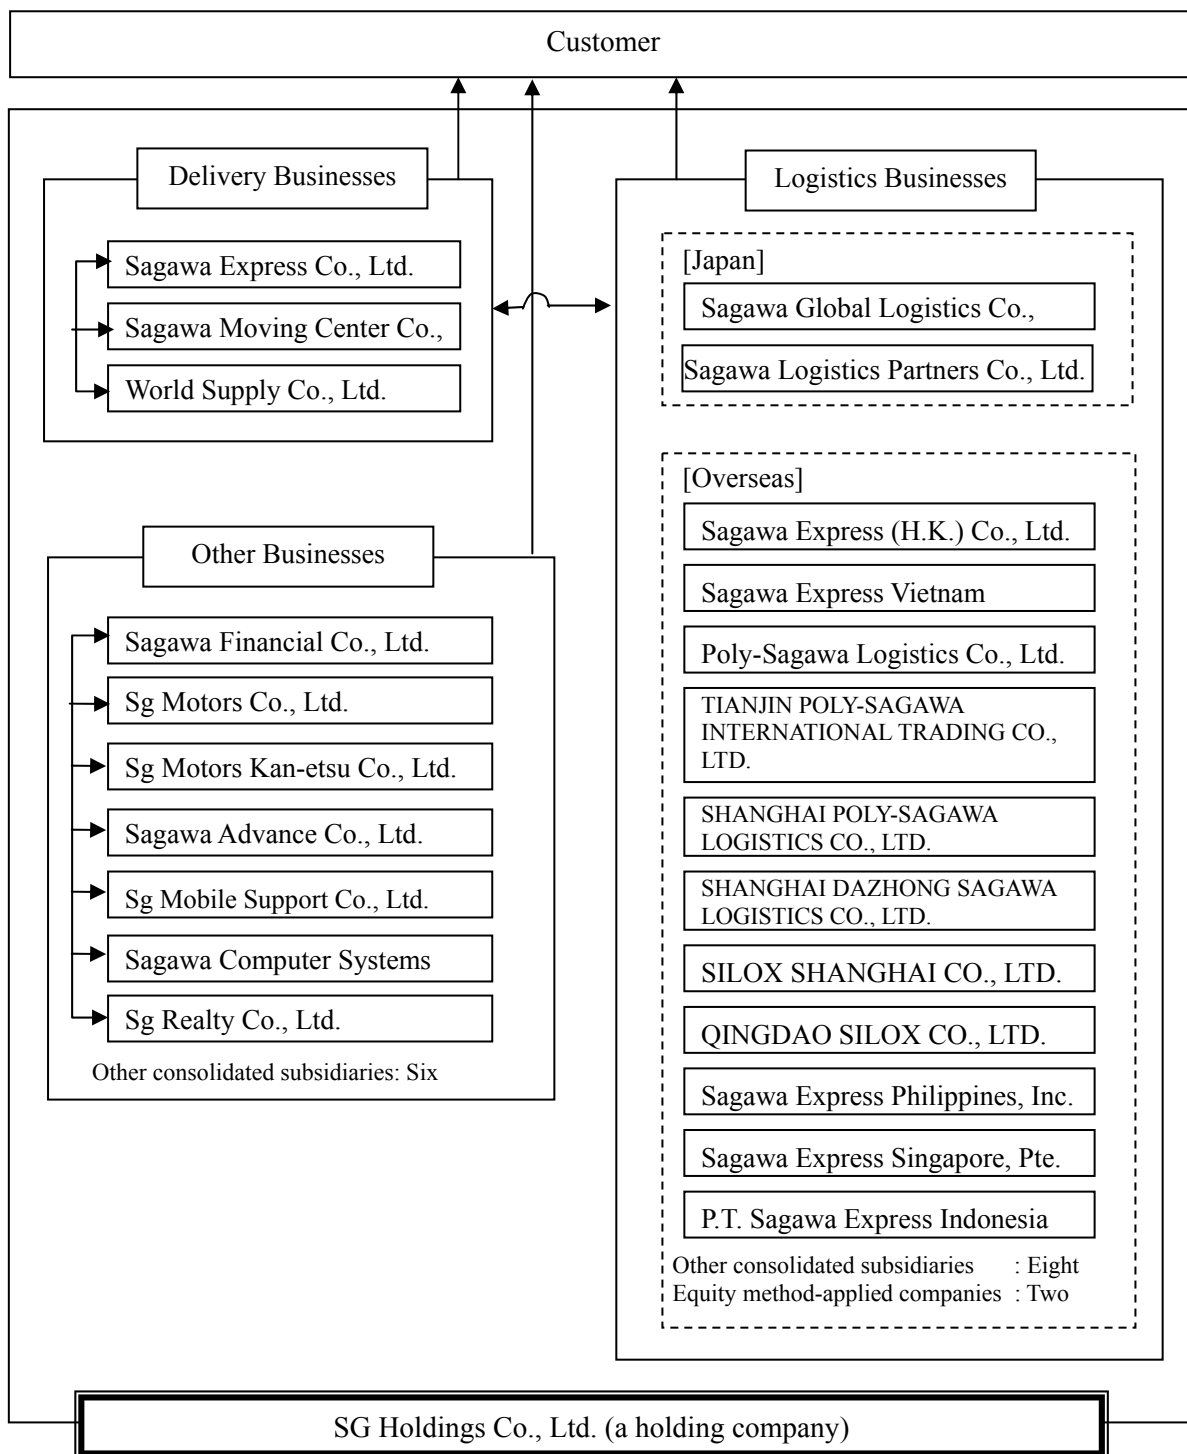 Customer
Delivery Businesses
Sagawa Express Co., Ltd.
Sagawa Moving Center Co.,
World Supply Co., Ltd.
Other Businesses
Sagawa Financial Co., Ltd.
Sg Motors Co., Ltd.
Sg Motors Kan-etsu Co., Ltd.
Sagawa Advance Co., Ltd.
Sg Mobile Support Co., Ltd.
Sagawa Computer Systems
Sg Realty Co., Ltd.
Other consolidated subsidiaries: Six
Logistics Businesses
[Japan]
Sagawa Global Logistics Co.,
Sagawa Logistics Partners Co., Ltd.
[Overseas]
Sagawa Express (H.K.) Co., Ltd.
Sagawa Express Vietnam
Poly-Sagawa Logistics Co., Ltd.
TIANJIN POLY-SAGAWA
INTERNATIONAL TRADING CO.,
LTD.
SHANGHAI POLY-SAGAWA
LOGISTICS CO., LTD.
SHANGHAI DAZHONG SAGAWA
LOGISTICS CO., LTD.
SILOX SHANGHAI CO., LTD.
QINGDAO SILOX CO., LTD.
Sagawa Express Philippines, Inc.
Sagawa Express Singapore, Pte.
P.T. Sagawa Express Indonesia
Other consolidated subsidiaries : Eight
Equity method-applied companies : Two
SG Holdings Co., Ltd. (a holding company)